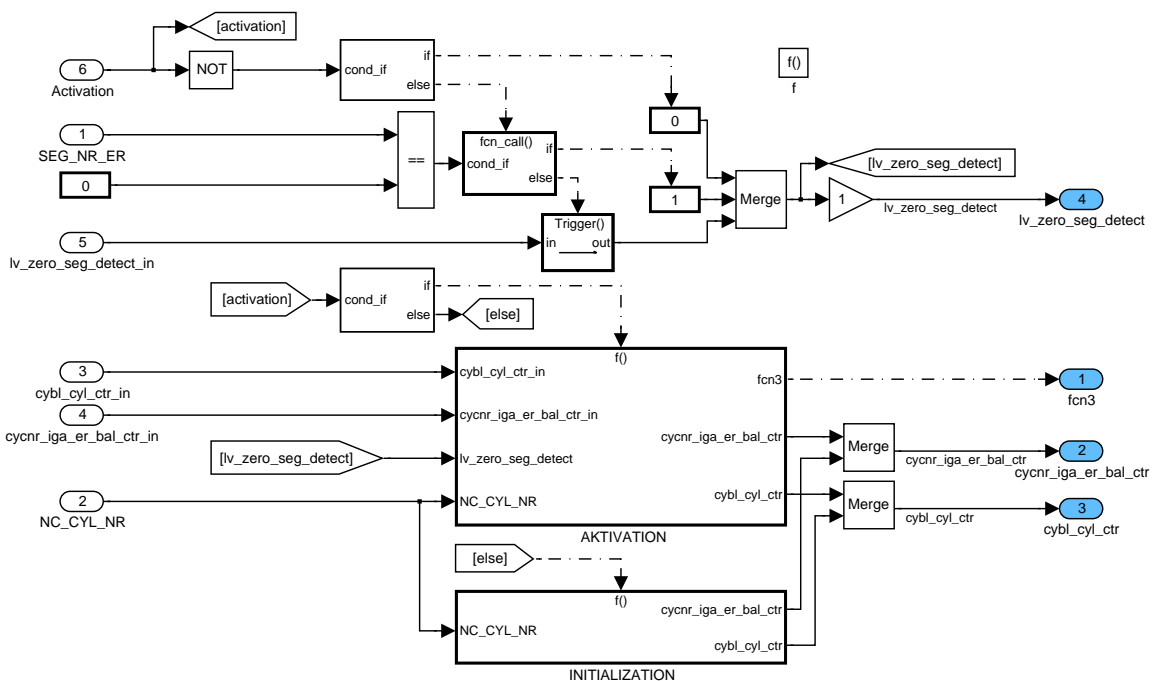 [activation]
6
Activation
NOT
cond_if
if
else
f()
f
1
SEG_NR_ER
0
==
fcn_call()
cond_if
if
else
0
1
Merge
[lv_zero_seg_detect]
1
lv_zero_seg_detect
4
lv_zero_seg_detect
5
lv_zero_seg_detect_in
Trigger()
in
out
[activation]
cond_if
if
else
[else]
3
cybl_cyl_ctr_in
4
cycnr_iga_er_bal_ctr_in
[lv_zero_seg_detect]
2
NC_CYL_NR
f()
cybl_cyl_ctr_in
cycnr_iga_er_bal_ctr_in
lv_zero_seg_detect
NC_CYL_NR
fcn3
cycnr_iga_er_bal_ctr
cybl_cyl_ctr
AKTIVATION
1
fcn3
Merge
cycnr_iga_er_bal_ctr
2
cycnr_iga_er_bal_ctr
Merge
cybl_cyl_ctr
3
cybl_cyl_ctr
[else]
f()
NC_CYL_NR
cycnr_iga_er_bal_ctr
cybl_cyl_ctr
INITIALIZATION